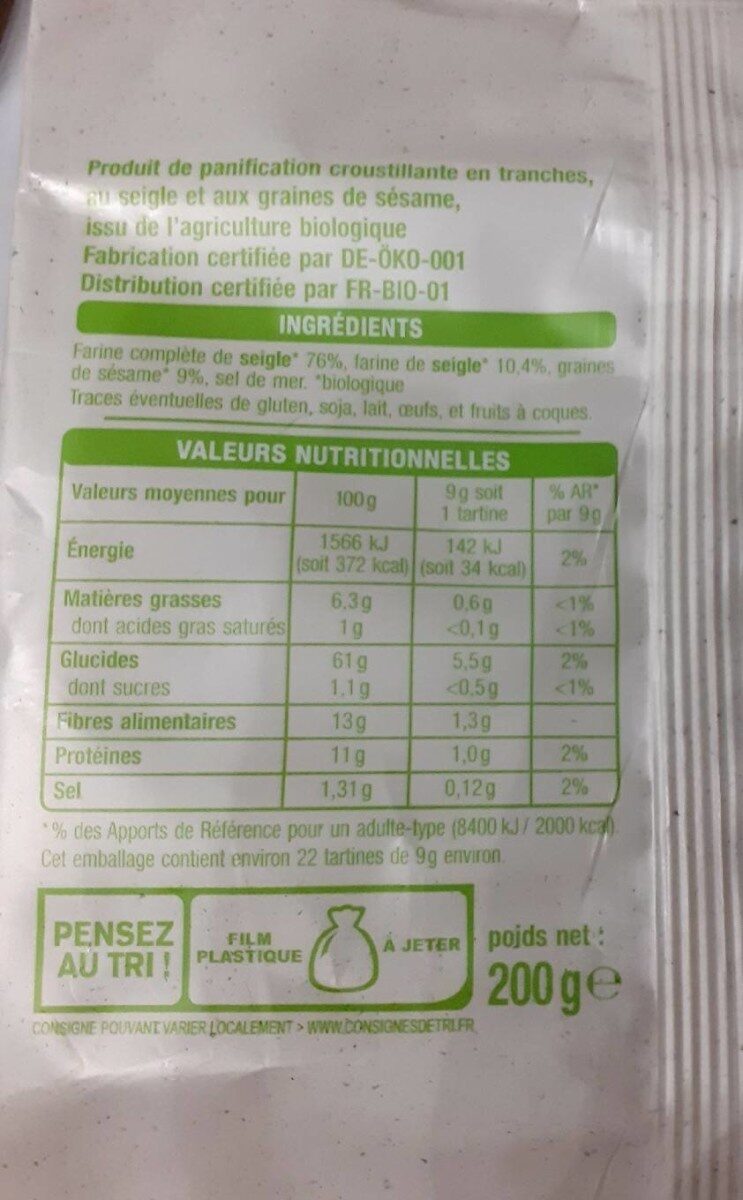 Produit de panification croustillante en tranches,
au seigle et aux graines de sésame,
issu de l'agriculture biologique
Fabrication certifiée par DE-ÖKO-001
Distribution certifiée par FR-BIO-01
INGRÉDIENTS
Farine complète de seigle* 76%, farine de seigle* 10,4%, graines
de sésame* 9%, sel de mer. *biologique
Traces éventuelles de gluten, soja, lait, œufs, et fruits à coques.
VALEURS NUTRITIONNELLES
Valeurs moyennes pour 100g 9g soit 1 tartine % AR* par 9g
Énergie 1566 kJ (soit 372 kcal) 142 kJ (soit 34 kcal) 2%
Matières grasses 6,3g 0,6g <1%
dont acides gras saturés 1g <0,1g <1%
Glucides 61g 5,5g 2%
dont sucres 1,1g <0,5g <1%
Fibres alimentaires 13g 1,3g -
Protéines 11g 1,0g 2%
Sel 1,31g 0,12g 2%
*% des Apports de Référence pour un adulte-type (8400 kJ / 2000 kcal)
Cet emballage contient environ 22 tartines de 9g environ.
PENSEZ
AU TRI !
FILM
PLASTIQUE
À JETER
poids net :
200 g e
CONSIGNE POUVANT VARIER LOCALEMENT > WWW.CONSIGNESDETRI.FR